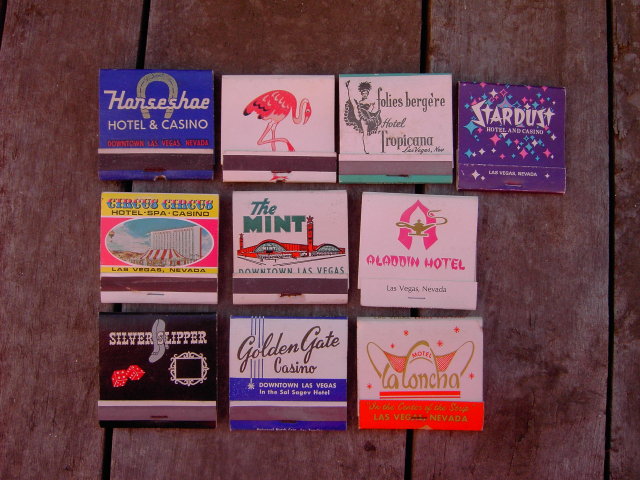 Horseshoe
HOTEL & CASINO
DOWNTOWN LAS VEGAS, NEVADA
folies bergère
Hotel
Tropicana
Las Vegas, Nev
STARDUST
HOTEL AND CASINO
LAS VEGAS, NEVADA
CIRCUS CIRCUS
HOTEL·SPA·CASINO
LAS VEGAS, NEVADA
The
MINT
DOWNTOWN LAS VEGAS
ALADDIN HOTEL
Las Vegas, Nevada
SILVER SLIPPER
Golden Gate
Casino
DOWNTOWN LAS VEGAS
In the Sal Sagev Hotel
MOTEL
La Concha
In the Center of the Strip
LAS VEGAS, NEVADA